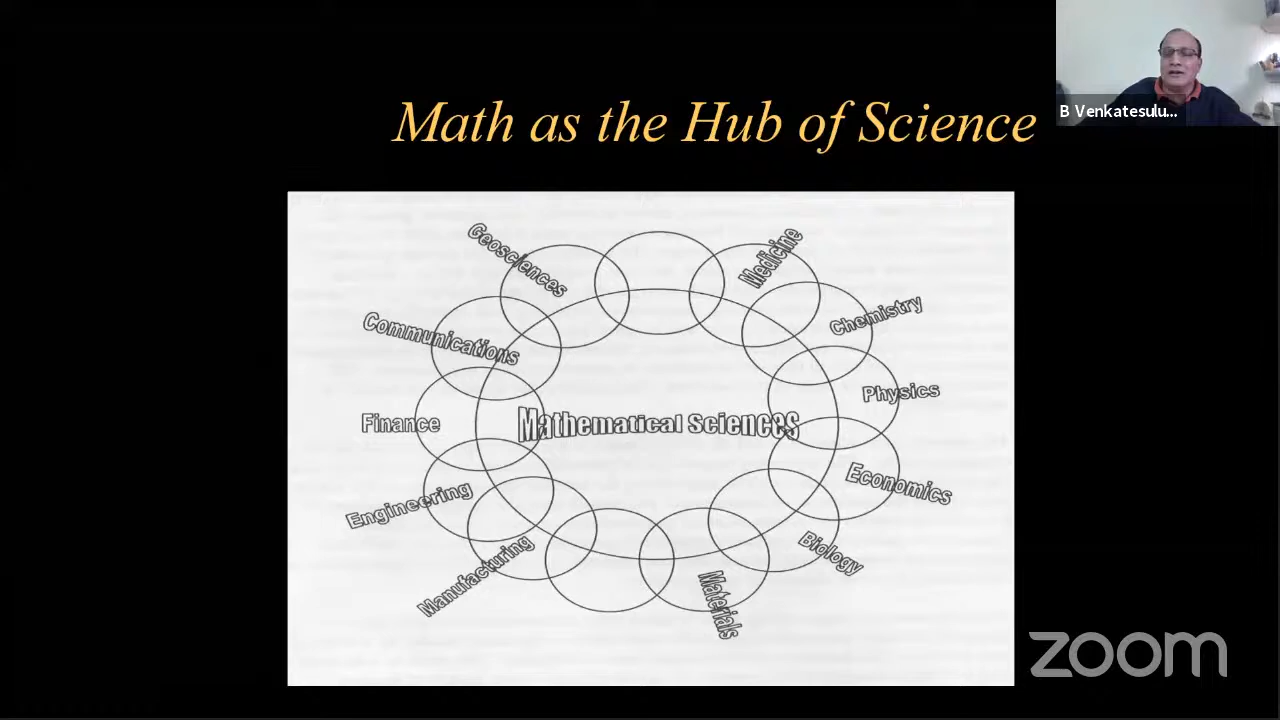 Math as the Hub of Science
B Venkatesulu...
Geosciences
Medicine
Chemistry
Communications
Physics
Finance
Mathematical Sciences
Economics
Engineering
Biology
Manufacturing
Materials
zoom